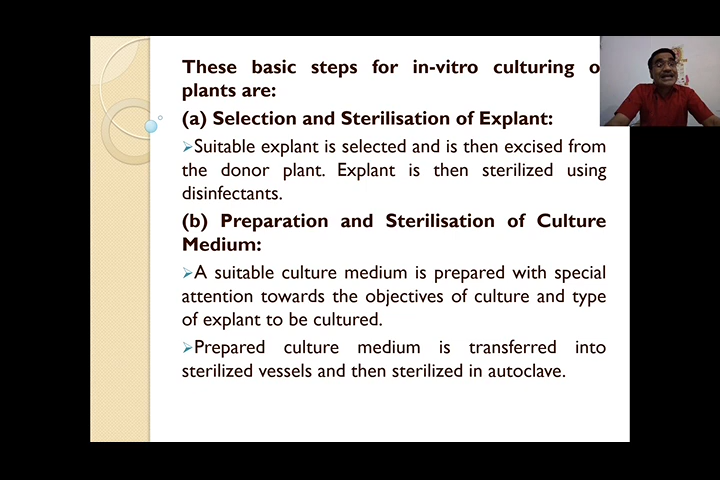 These basic steps for in-vitro culturing o
plants are:
(a) Selection and Sterilisation of Explant:
➢Suitable explant is selected and is then excised from
the donor plant. Explant is then sterilized using
disinfectants.
(b) Preparation and Sterilisation of Culture
Medium:
➢A suitable culture medium is prepared with special
attention towards the objectives of culture and type
of explant to be cultured.
➢Prepared culture medium is transferred into
sterilized vessels and then sterilized in autoclave.